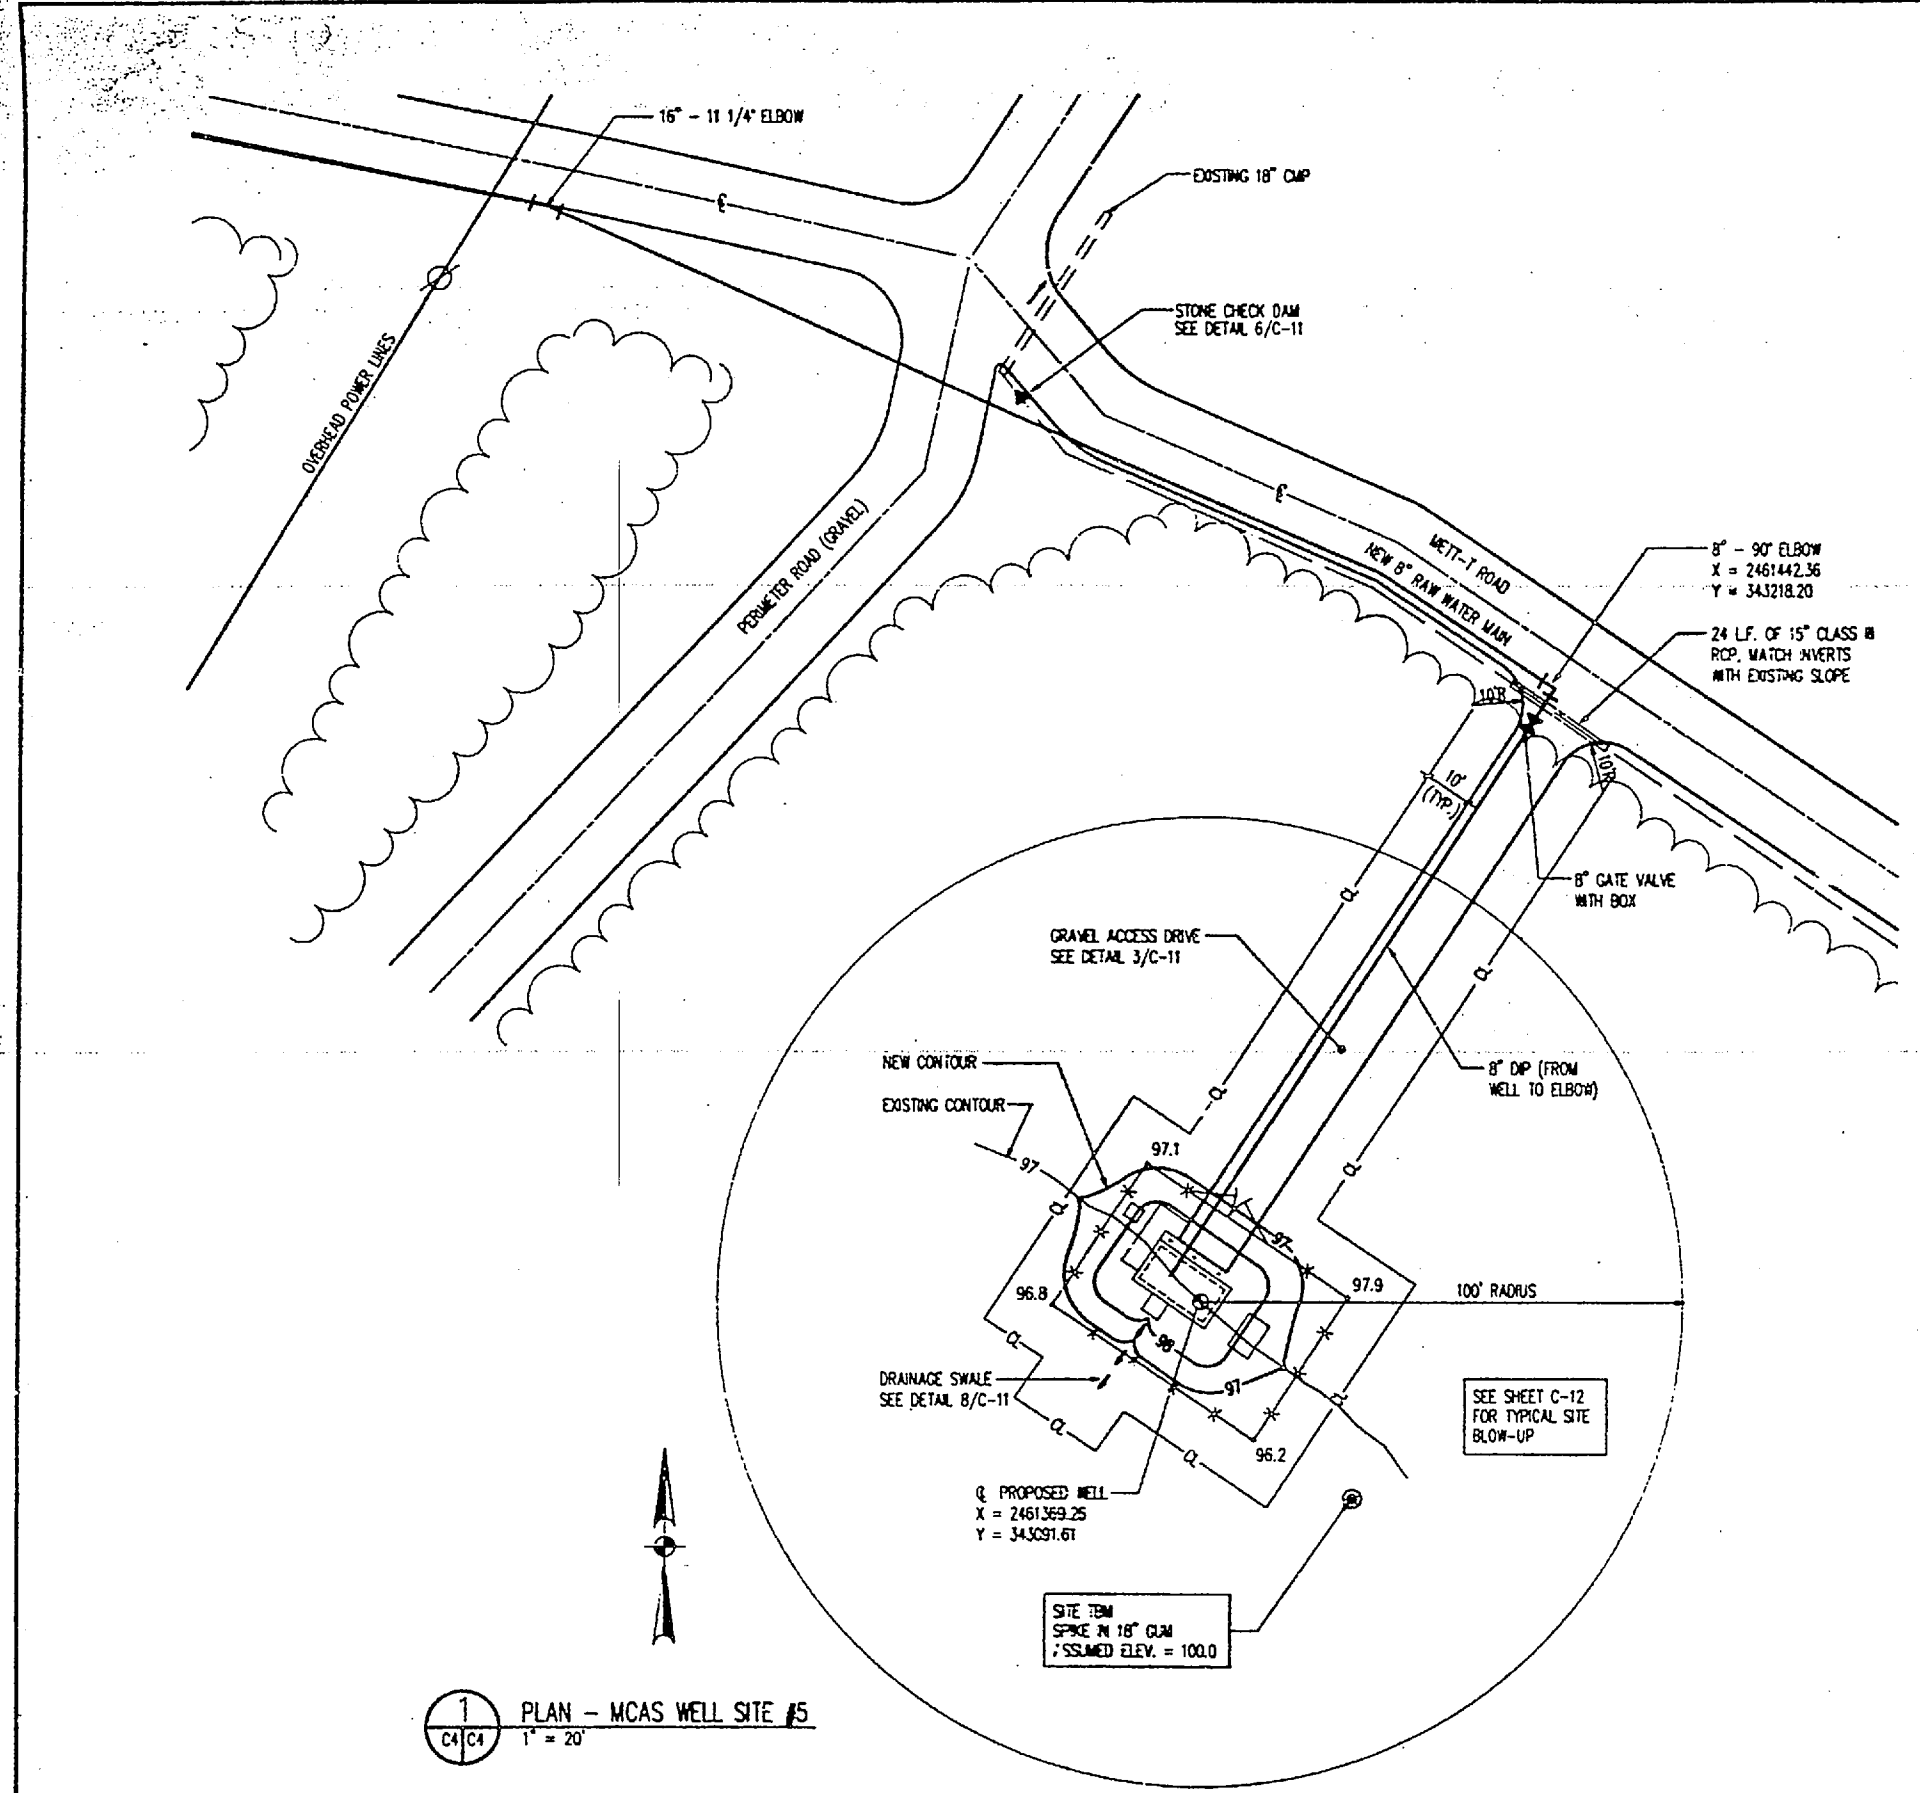 16" - 11 1/4° ELBOW
EXISTING 18" CMP
STONE CHECK DAM
SEE DETAIL 6/C-11
OVERHEAD POWER LINES
PERIMETER ROAD (GRAVEL)
METT-T ROAD
NEW 8" RAW WATER MAIN
8" - 90° ELBOW
X = 2461442.36
Y = 343218.20
24 L.F. OF 15" CLASS III
RCP, MATCH INVERTS
WITH EXISTING SLOPE
10'R
10'R
10'
(TYP.)
8" GATE VALVE
WITH BOX
GRAVEL ACCESS DRIVE
SEE DETAIL 3/C-11
8" DIP (FROM
WELL TO ELBOW)
NEW CONTOUR
EXISTING CONTOUR
97
97.1
97
97.9
96.8
100' RADIUS
98
97
96.2
DRAINAGE SWALE
SEE DETAIL 8/C-11
SEE SHEET C-12
FOR TYPICAL SITE
BLOW-UP
℄ PROPOSED WELL
X = 2461369.25
Y = 343091.61
SITE TBM
SPIKE IN 18" GUM
ASSUMED ELEV. = 100.0
1
C4 C4
PLAN - MCAS WELL SITE #5
1" = 20'